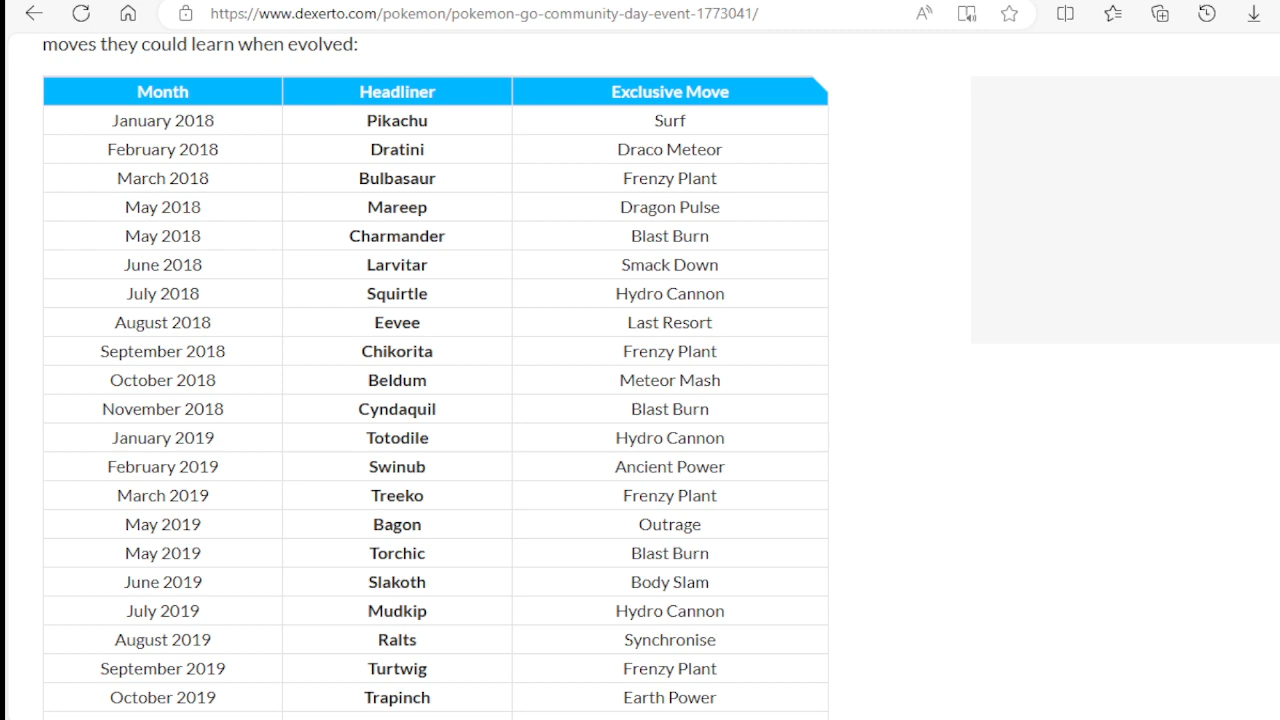 https://www.dexerto.com/pokemon/pokemon-go-community-day-event-1773041/
moves they could learn when evolved:
Month Headliner Exclusive Move
January 2018 Pikachu Surf
February 2018 Dratini Draco Meteor
March 2018 Bulbasaur Frenzy Plant
May 2018 Mareep Dragon Pulse
May 2018 Charmander Blast Burn
June 2018 Larvitar Smack Down
July 2018 Squirtle Hydro Cannon
August 2018 Eevee Last Resort
September 2018 Chikorita Frenzy Plant
October 2018 Beldum Meteor Mash
November 2018 Cyndaquil Blast Burn
January 2019 Totodile Hydro Cannon
February 2019 Swinub Ancient Power
March 2019 Treeko Frenzy Plant
May 2019 Bagon Outrage
May 2019 Torchic Blast Burn
June 2019 Slakoth Body Slam
July 2019 Mudkip Hydro Cannon
August 2019 Ralts Synchronise
September 2019 Turtwig Frenzy Plant
October 2019 Trapinch Earth Power